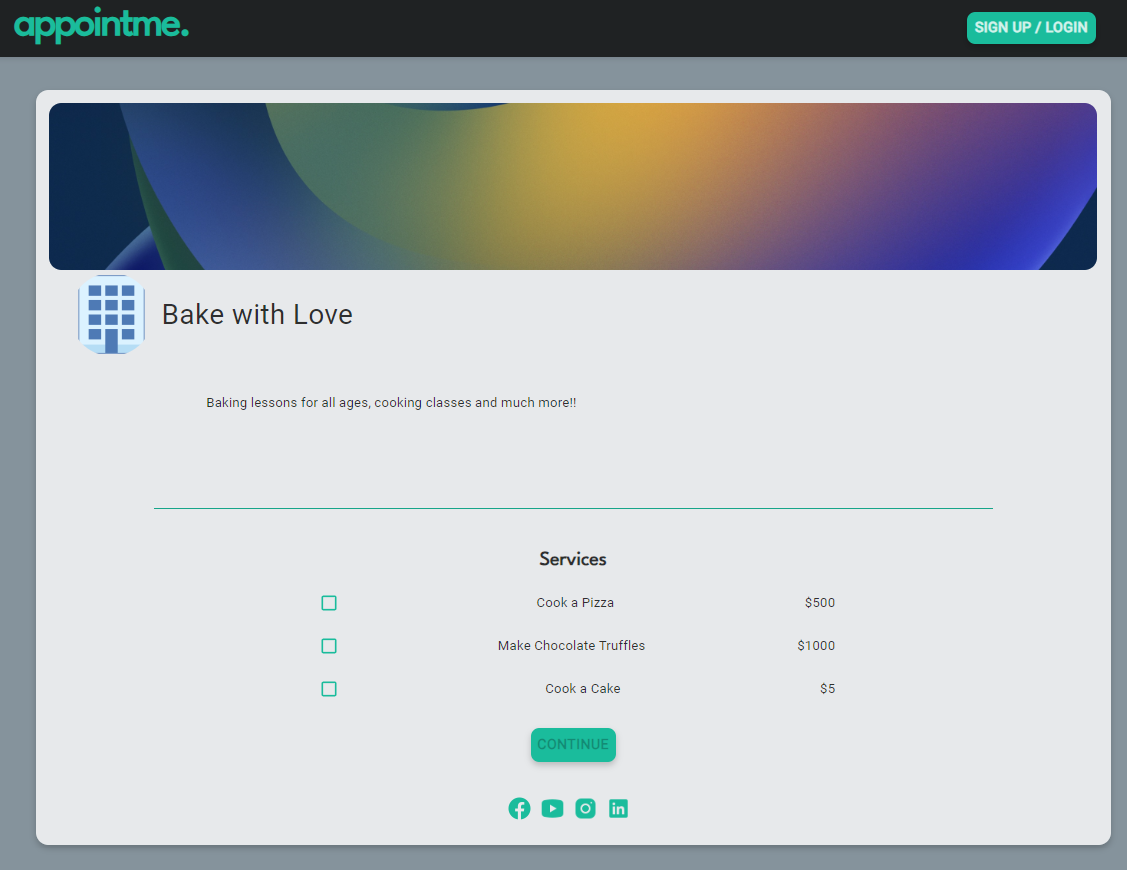 appointme.
SIGN UP / LOGIN
Bake with Love
Baking lessons for all ages, cooking classes and much more!!
Services
Cook a Pizza $500
Make Chocolate Truffles $1000
Cook a Cake $5
CONTINUE
in